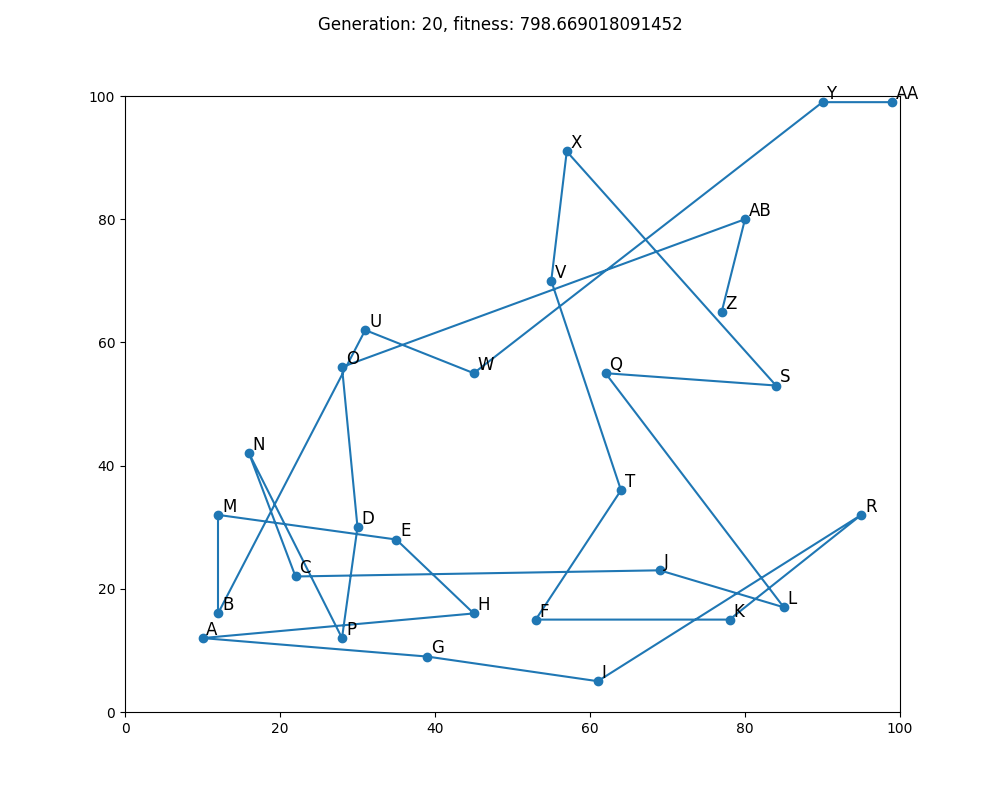 Generation: 20, fitness: 798.669018091452
100
Y
AA
X
AB
80
V
Z
U
60
O
W
Q
S
N
40
T
M
R
D
E
C
J
20
B
H
F
K
L
A
P
G
I
0
0 20 40 60 80 100